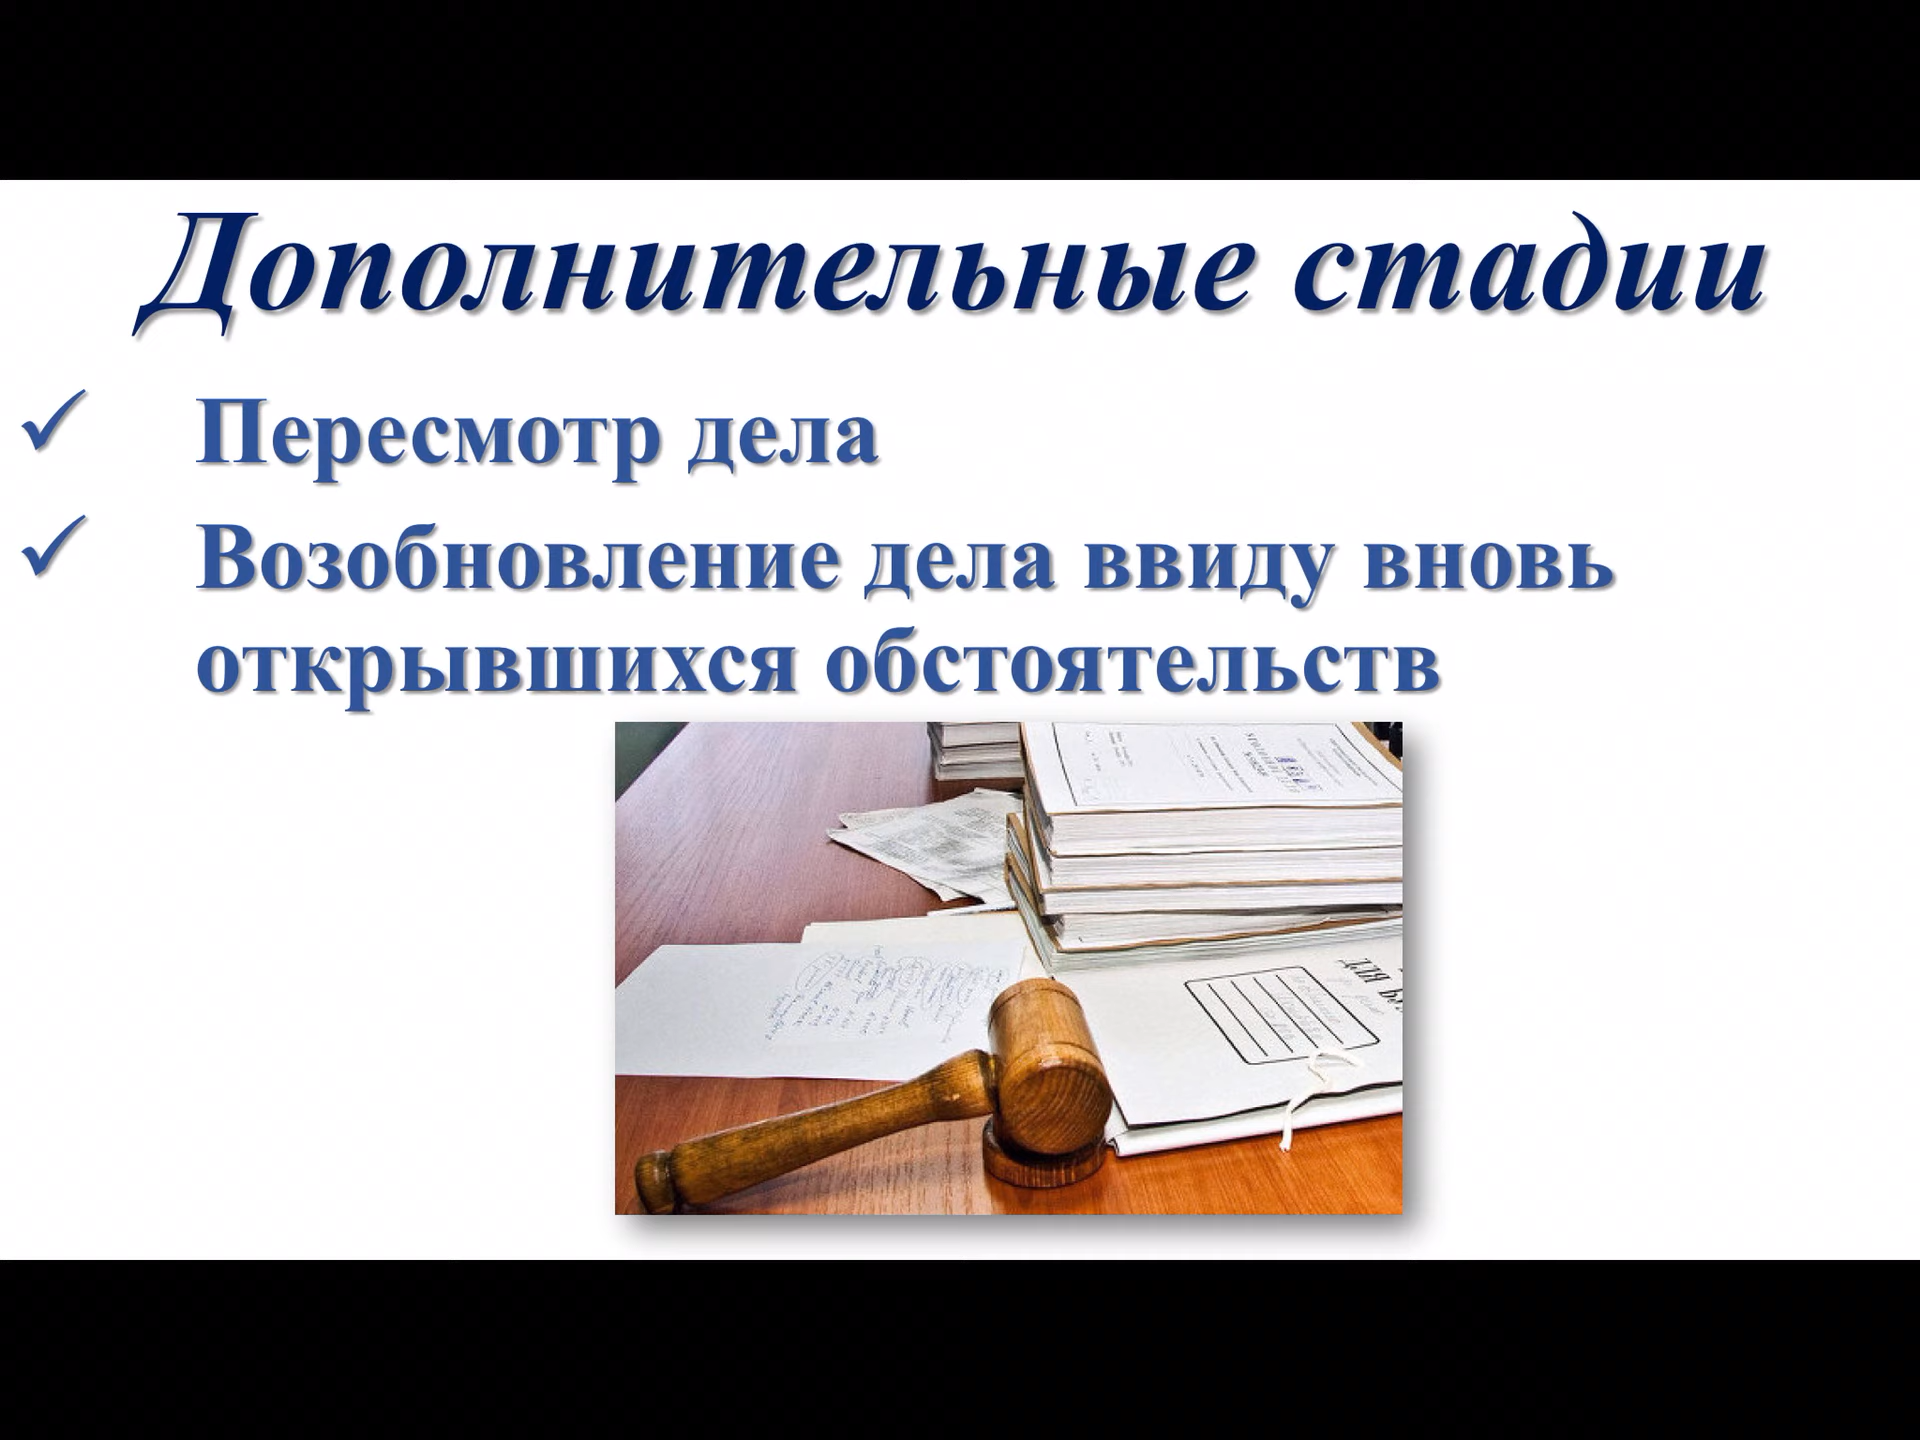 Дополнительные стадии
Пересмотр дела
Возобновление дела ввиду вновь
открывшихся обстоятельств